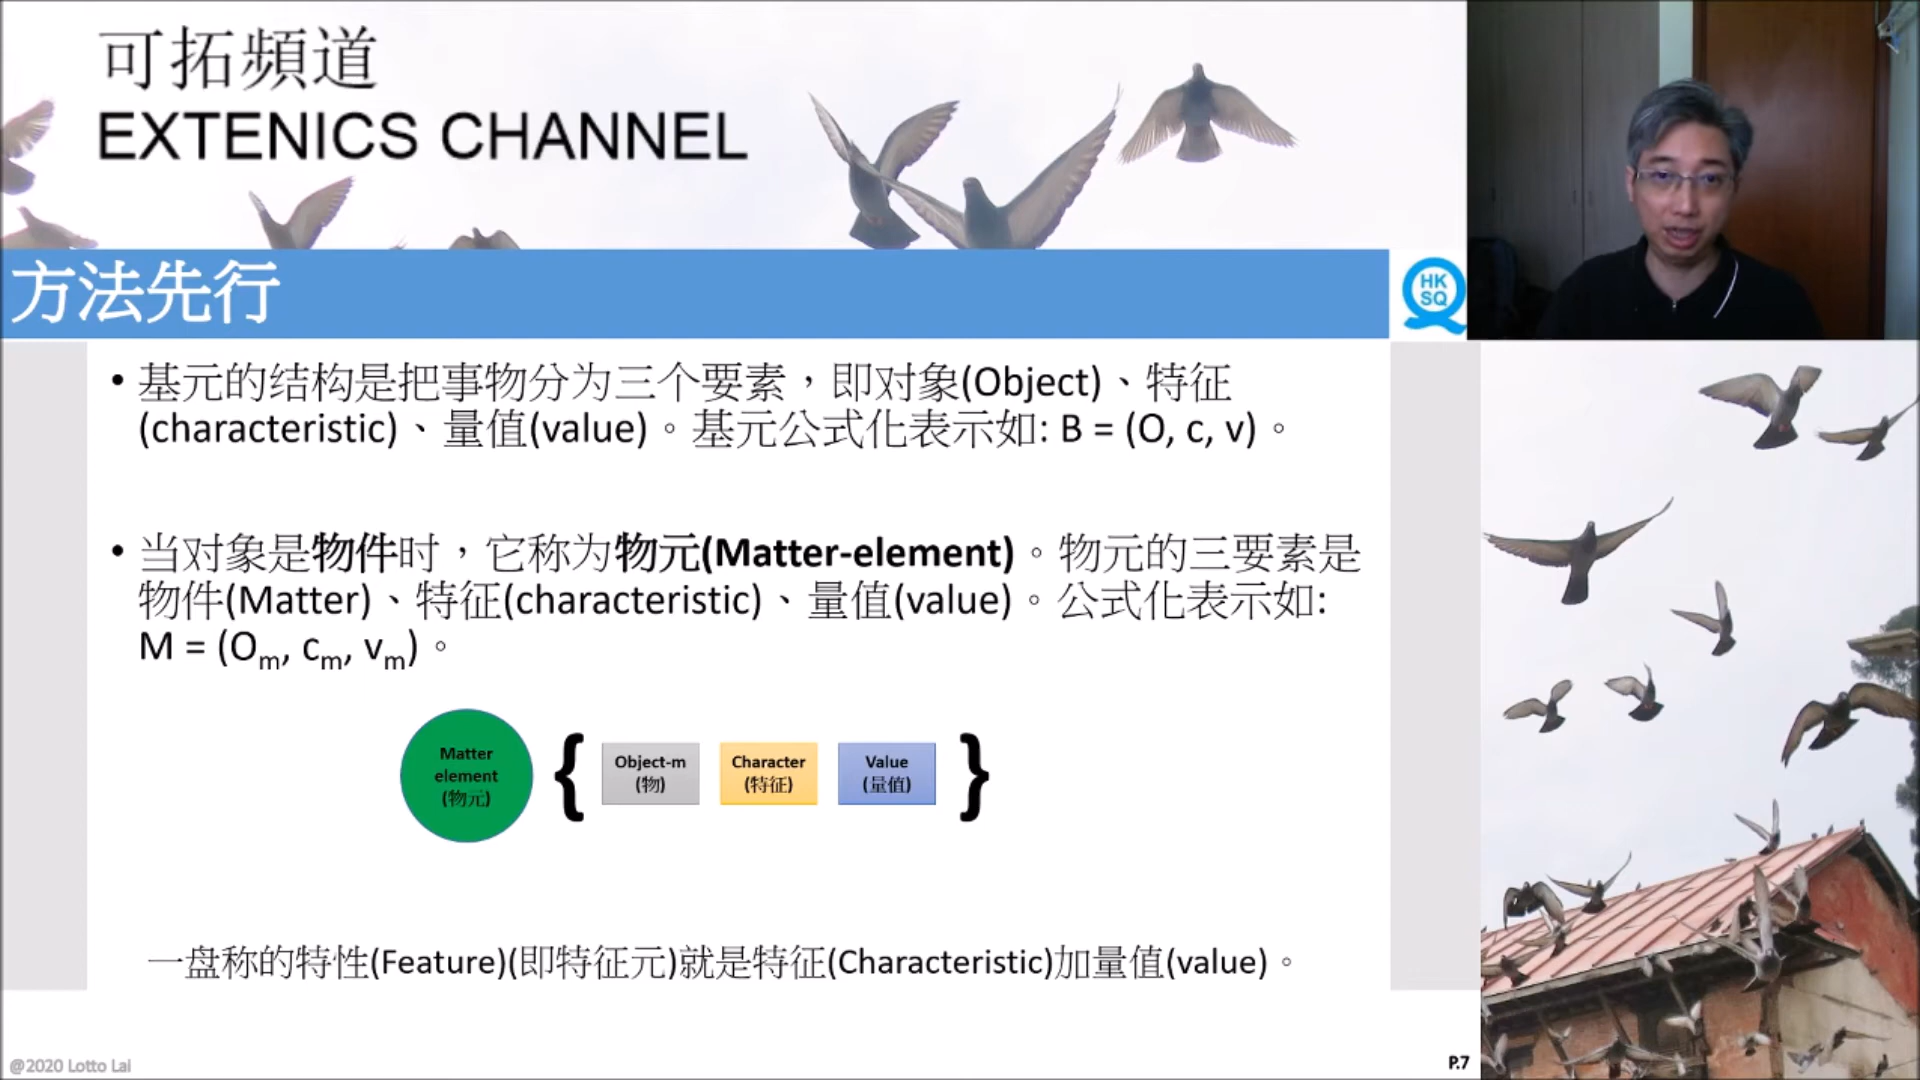 可拓頻道
EXTENICS CHANNEL
方法先行
HK
SQ
• 基元的结构是把事物分为三个要素，即对象(Object)、特征
(characteristic)、量值(value)。基元公式化表示如: B = (O, c, v)。
• 当对象是物件时，它称为物元(Matter-element)。物元的三要素是
物件(Matter)、特征(characteristic)、量值(value)。公式化表示如:
M = (Om, cm, vm)。
Matter
element
(物元)
{
Object-m
(物)
Character
(特征)
Value
(量值)
}
一盘称的特性(Feature)(即特征元)就是特征(Characteristic)加量值(value)。
@2020 Lotto Lai
P.7